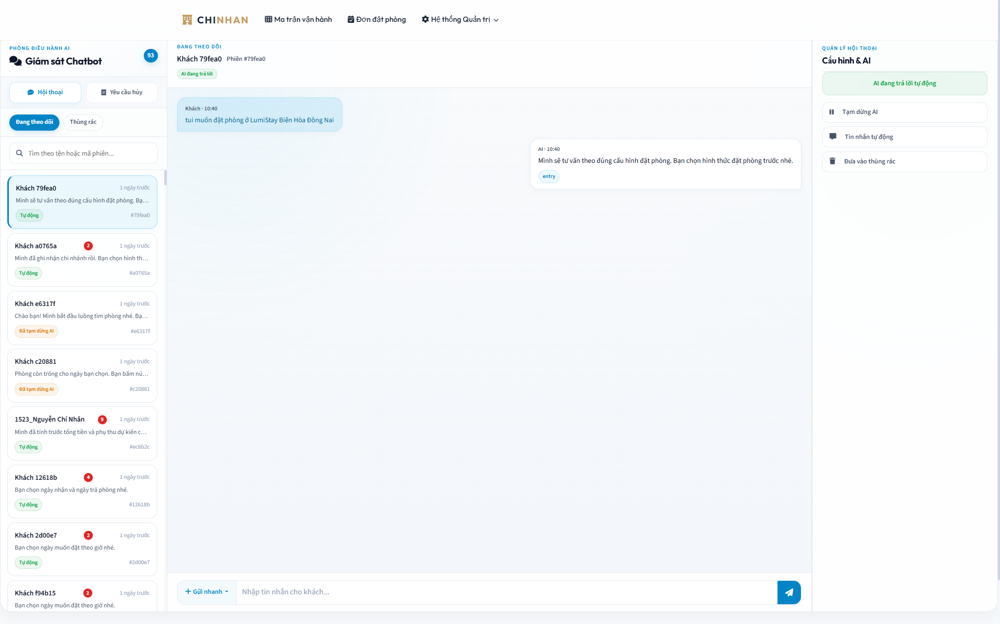 CHINHAN
Ma trận vận hành
Đơn đặt phòng
Hệ thống Quản trị
PHÒNG ĐIỀU HÀNH AI
Giám sát Chatbot
93
Hội thoại
Yêu cầu hủy
Đang theo dõi
Thùng rác
Tìm theo tên hoặc mã phiên...
Khách 79fea0
1 ngày trước
Mình sẽ tư vấn theo đúng cấu hình đặt phòng. Bạ...
Tự động
#79fea0
Khách a0765a
2
1 ngày trước
Mình đã ghi nhận chi nhánh rồi. Bạn chọn hình th...
Tự động
#a0765a
Khách e6317f
1 ngày trước
Chào bạn! Mình bắt đầu luồng tìm phòng nhé. Bạ...
Đã tạm dừng AI
#e6317f
Khách c20881
1 ngày trước
Phòng còn trống cho ngày bạn chọn. Bạn bấm nú...
Đã tạm dừng AI
#c20881
1523_Nguyễn Chí Nhân
9
1 ngày trước
Mình đã tính trước tổng tiền và phụ thu dự kiến c...
Tự động
#ec6b2c
Khách 12618b
4
1 ngày trước
Bạn chọn ngày nhận và ngày trả phòng nhé.
Tự động
#12618b
Khách 2d00e7
2
1 ngày trước
Bạn chọn ngày muốn đặt theo giờ nhé.
Tự động
#2d00e7
Khách f94b15
2
1 ngày trước
Bạn chọn ngày muốn đặt theo giờ nhé.
ĐANG THEO DÕI
Khách 79fea0 Phiên #79fea0
AI đang trả lời
Khách · 10:40
tui muốn đặt phòng ở LumiStay Biên Hòa Đồng Nai
AI · 10:40
Mình sẽ tư vấn theo đúng cấu hình đặt phòng. Bạn chọn hình thức đặt phòng trước nhé.
entry
Gửi nhanh
Nhập tin nhắn cho khách...
QUẢN LÝ HỘI THOẠI
Cấu hình & AI
AI đang trả lời tự động
Tạm dừng AI
Tin nhắn tự động
Đưa vào thùng rác